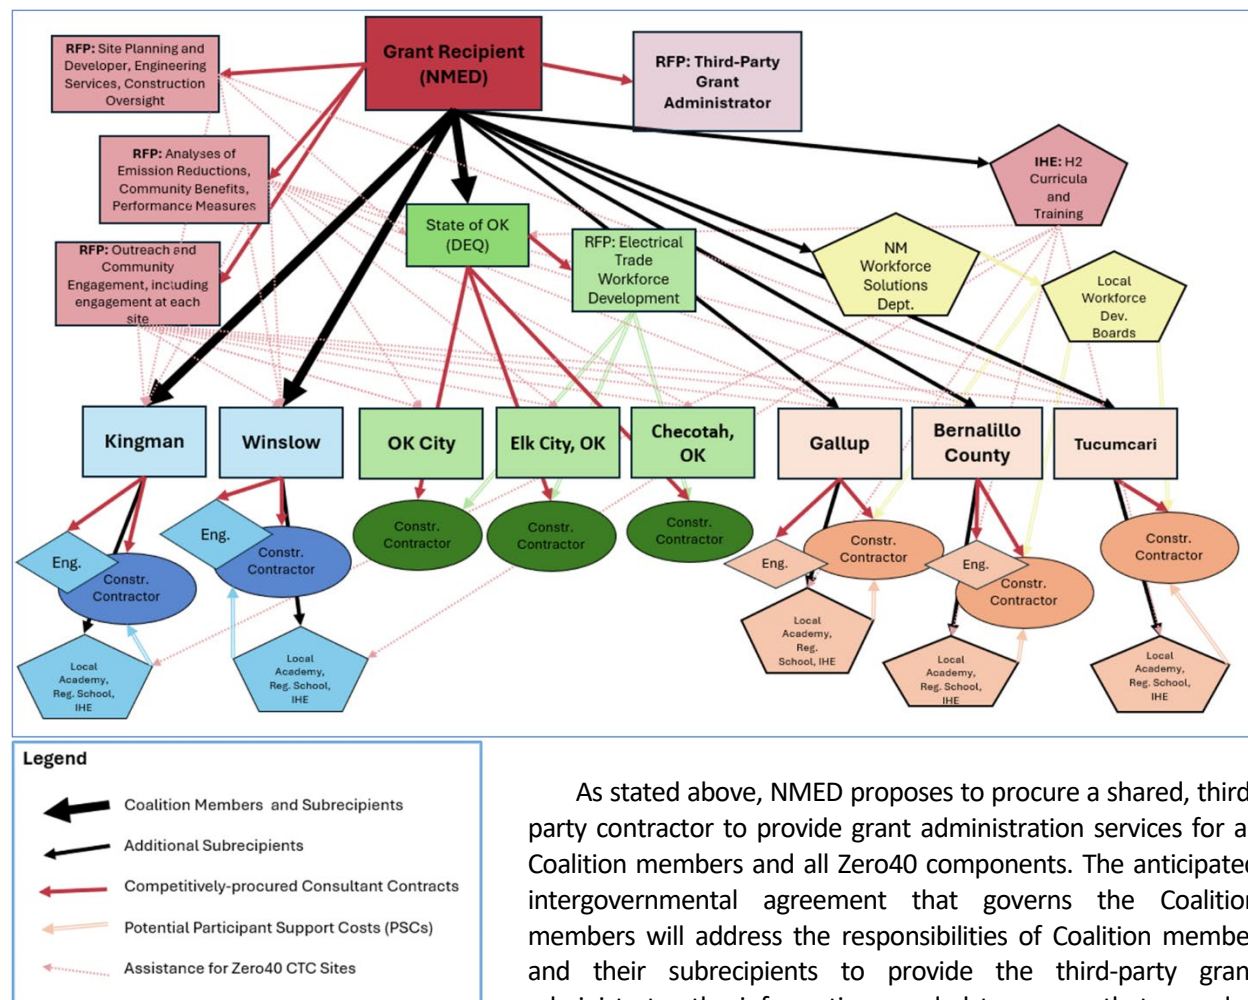 Grant Recipient
(NMED)
RFP: Site Planning and
Developer, Engineering
Services, Construction
Oversight
RFP: Third-Party
Grant
Administrator
RFP: Analyses of
Emission Reductions,
Community Benefits,
Performance Measures
IHE: H2
Curricula
and
Training
RFP: Outreach and
Community
Engagement, including
engagement at each
site
State of OK
(DEQ)
RFP: Electrical
Trade
Workforce
Development
NM
Workforce
Solutions
Dept.
Local
Workforce
Dev.
Boards
Kingman
Winslow
OK City
Elk City, OK
Checotah,
OK
Gallup
Bernalillo
County
Tucumcari
Eng.
Constr.
Contractor
Eng.
Constr.
Contractor
Constr.
Contractor
Constr.
Contractor
Constr.
Contractor
Eng.
Constr.
Contractor
Eng.
Constr.
Contractor
Constr.
Contractor
Local
Academy,
Reg. School,
IHE
Local
Academy,
Reg. School,
IHE
Local
Academy,
Reg.
School, IHE
Local
Academy,
Reg. School,
IHE
Local
Academy,
Reg. School,
IHE
Legend
Coalition Members and Subrecipients
Additional Subrecipients
Competitively-procured Consultant Contracts
Potential Participant Support Costs (PSCs)
Assistance for Zero40 CTC Sites
As stated above, NMED proposes to procure a shared, third
party contractor to provide grant administration services for
Coalition members and all Zero40 components. The anticipated
intergovernmental agreement that governs the Coalition
members will address the responsibilities of Coalition
and their subrecipients to provide the third-party